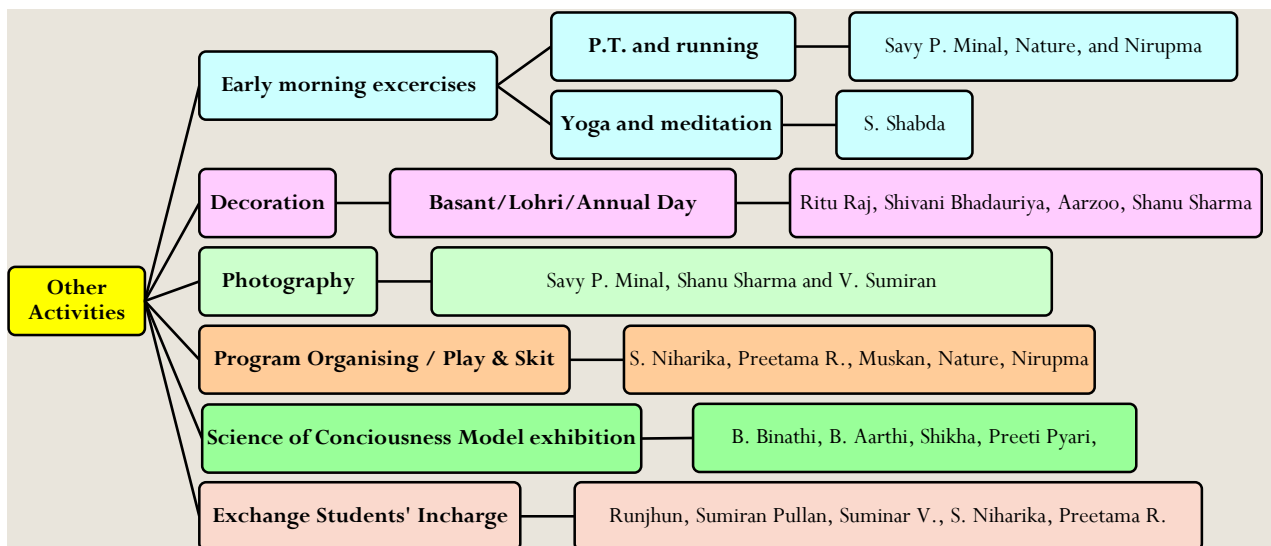 Other
Activities
Early morning excercises
P.T. and running
Savy P. Minal, Nature, and Nirupma
Yoga and meditation
S. Shabda
Decoration
Basant/Lohri/Annual Day
Ritu Raj, Shivani Bhadauriya, Aarzoo, Shanu Sharma
Photography
Savy P. Minal, Shanu Sharma and V. Sumiran
Program Organising / Play & Skit
S. Niharika, Preetama R., Muskan, Nature, Nirupma
Science of Conciousness Model exhibition
B. Binathi, B. Aarthi, Shikha, Preeti Pyari,
Exchange Students' Incharge
Runjhun, Sumiran Pullan, Suminar V., S. Niharika, Preetama R.